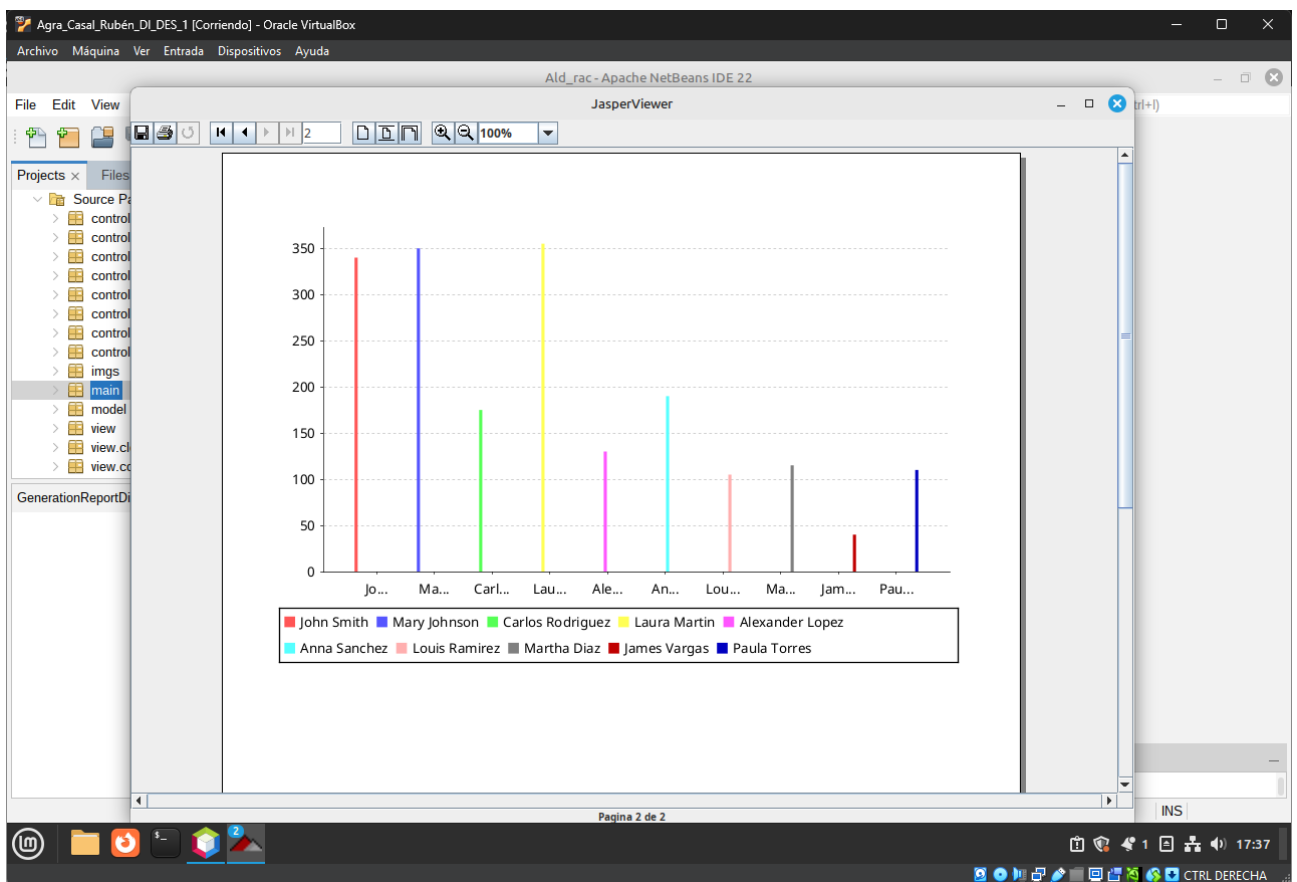 Agra_Casal_Rubén_DI_DES_1 [Corriendo] - Oracle VirtualBox
Archivo Máquina Ver Entrada Dispositivos Ayuda
Ald_rac - Apache NetBeans IDE 22
File Edit View
JasperViewer
trl+I)
2
100%
Projects × Files
Source Pa
control
control
control
control
control
control
control
control
imgs
main
model
view
view.cl
view.co
GenerationReportDi
350
300
250
200
150
100
50
0
Jo... Ma... Carl... Lau... Ale... An... Lou... Ma... Jam... Pau...
John Smith Mary Johnson Carlos Rodriguez Laura Martin Alexander Lopez
Anna Sanchez Louis Ramirez Martha Diaz James Vargas Paula Torres
Pagina 2 de 2
INS
2
1 17:37
CTRL DERECHA